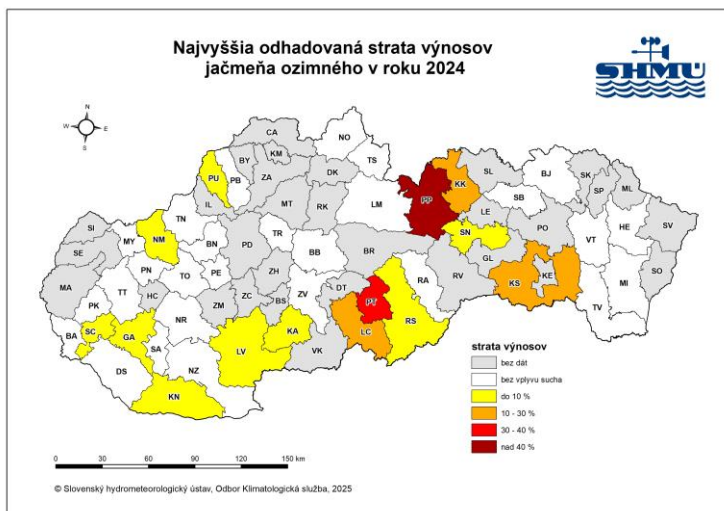 Najvyššia odhadovaná strata výnosov
jačmeňa ozimného v roku 2024
SHMÚ
N
W E
S
CA
NO
KM
TS
BY
PU
PB
ZA
DK
KK
SL
BJ
SK
SP
ML
IL
MT
RK
LM
PP
SB
LE
PO
SV
HE
TN
SI
MY
NM
SE
BN
PD
TR
BB
BR
SN
GL
VT
SO
PN
TO
PE
ZH
MA
TT
HC
ZV
DT
RA
RV
KS
KE
MI
PK
ZM
ZC
BS
PT
TV
NR
KA
LC
RS
BA
SC
GA
SA
LV
VK
DS
NZ
KN
strata výnosov
bez dát
bez vplyvu sucha
do 10 %
10 - 30 %
30 - 40 %
nad 40 %
0 30 60 90 120 150 km
© Slovenský hydrometeorologický ústav, Odbor Klimatologická služba, 2025